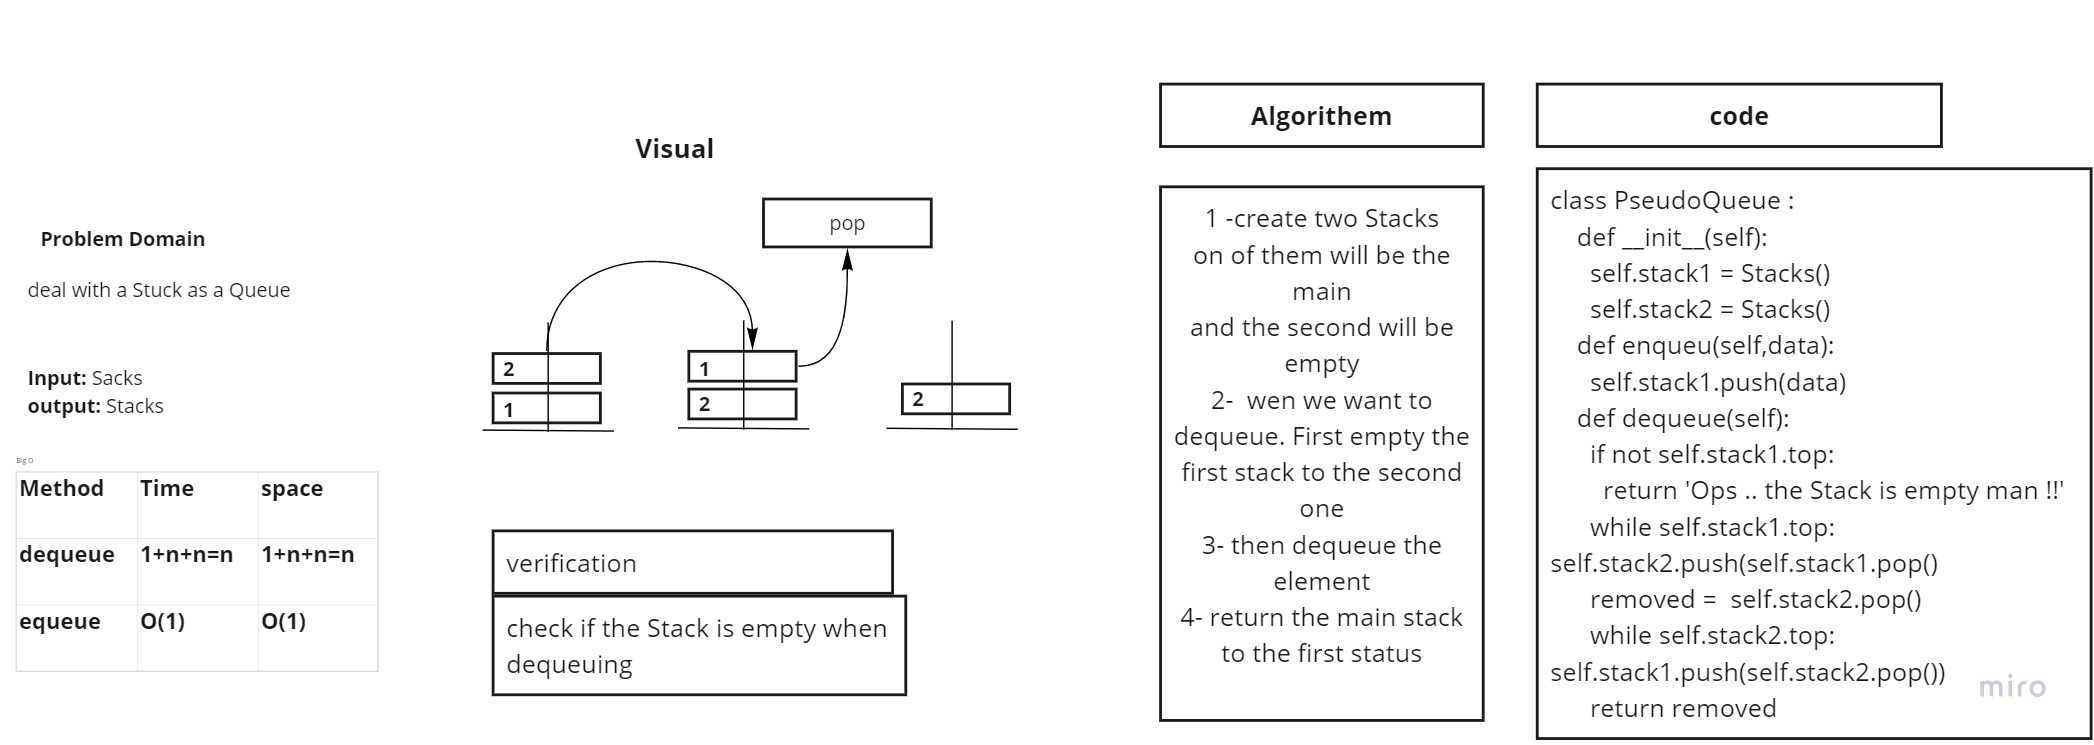 Problem Domain
deal with a Stuck as a Queue
Input: Sacks
output: Stacks
Big O
Method Time space
dequeue 1+n+n=n 1+n+n=n
equeue O(1) O(1)
Visual
pop
2
1
1
2
2
verification
check if the Stack is empty when
dequeuing
Algorithem
1 -create two Stacks
on of them will be the
main
and the second will be
empty
2- wen we want to
dequeue. First empty the
first stack to the second
one
3- then dequeue the
element
4- return the main stack
to the first status
code
class PseudoQueue :
def __init__(self):
self.stack1 = Stacks()
self.stack2 = Stacks()
def enqueu(self,data):
self.stack1.push(data)
def dequeue(self):
if not self.stack1.top:
return 'Ops .. the Stack is empty man !!'
while self.stack1.top:
self.stack2.push(self.stack1.pop()
removed = self.stack2.pop()
while self.stack2.top:
self.stack1.push(self.stack2.pop())
return removed
miro